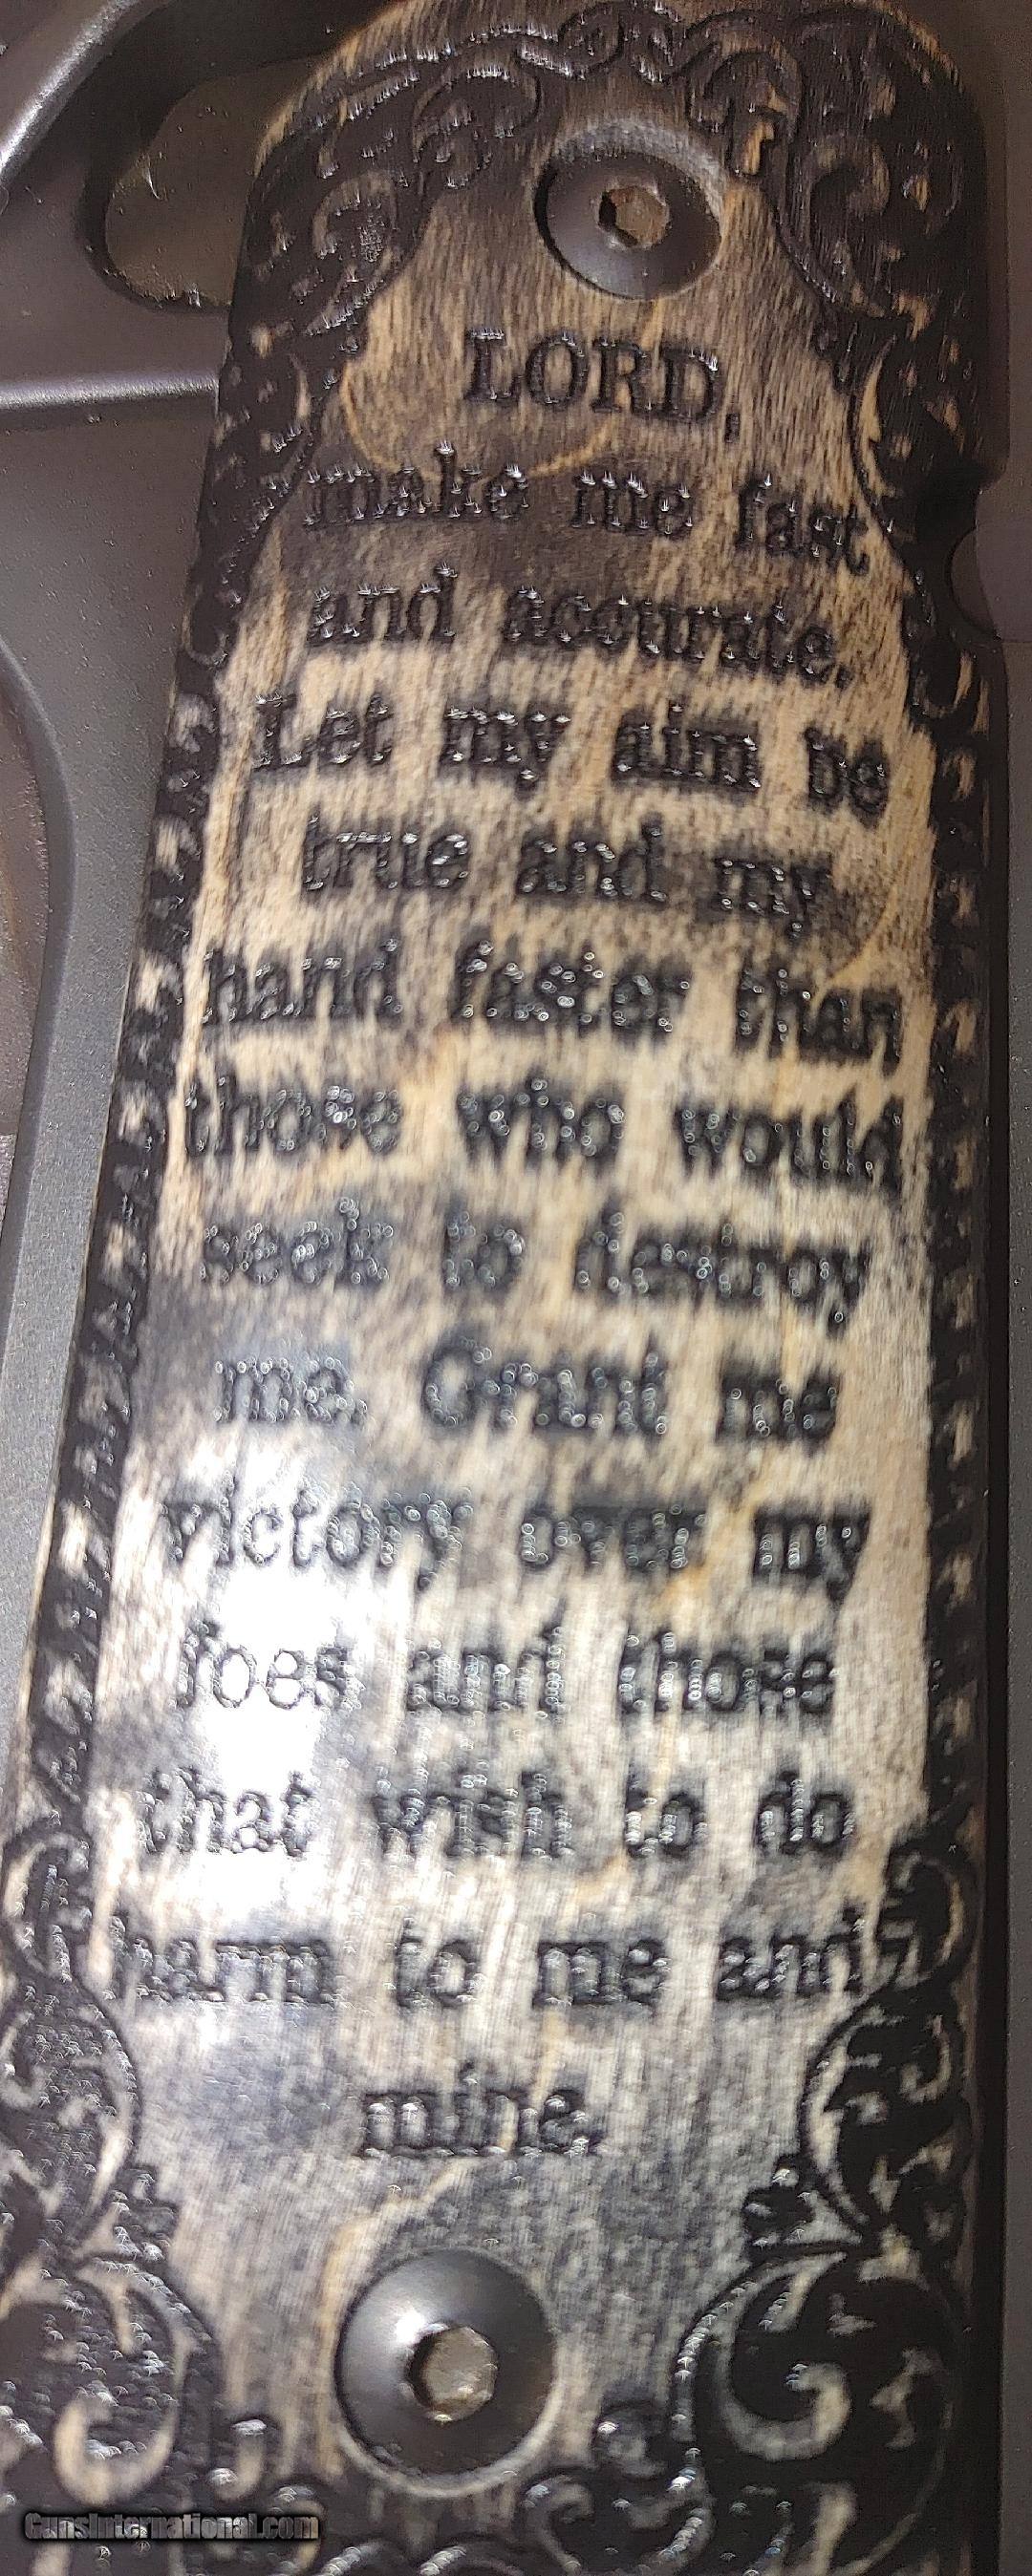 LORD,
make me fast
and accurate.
Let my aim be
true and my
hand faster than
those who would
seek to destroy
me. Grant me
victory over my
foes and those
that wish to do
harm to me and
mine.
GunsInternational.com